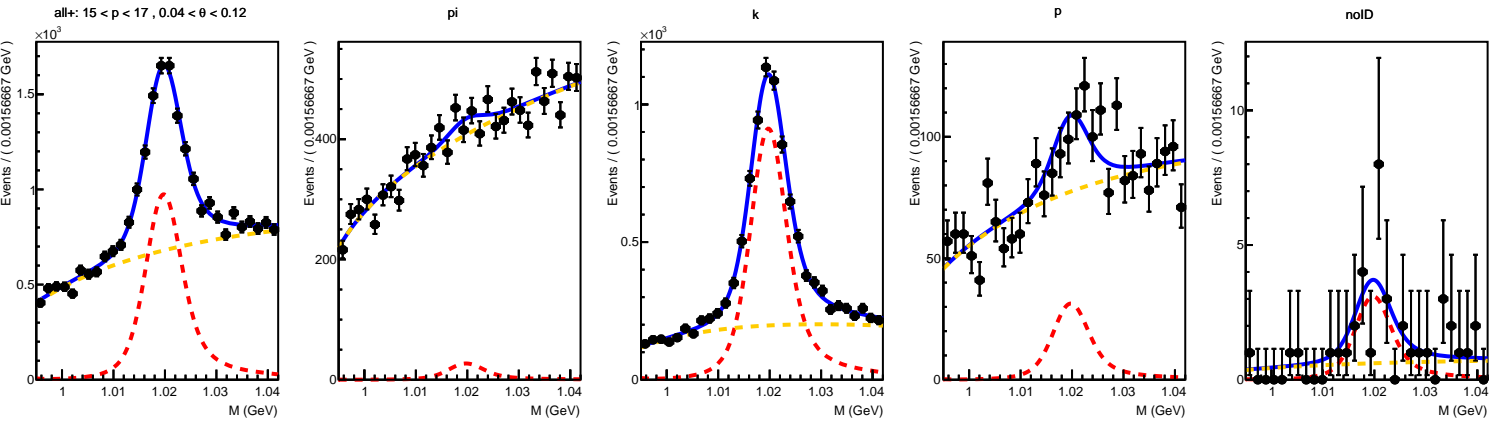 all+: 15 < p < 17 , 0.04 < θ < 0.12
×10³
Events / ( 0.00156667 GeV )
1.5
1
0.5
0
1 1.01 1.02 1.03 1.04
M (GeV)
pi
Events / ( 0.00156667 GeV )
400
200
0
1 1.01 1.02 1.03 1.04
M (GeV)
k
×10³
Events / ( 0.00156667 GeV )
1
0.5
0
1 1.01 1.02 1.03 1.04
M (GeV)
p
Events / ( 0.00156667 GeV )
100
50
0
1 1.01 1.02 1.03 1.04
M (GeV)
noID
Events / ( 0.00156667 GeV )
10
5
0
1 1.01 1.02 1.03 1.04
M (GeV)